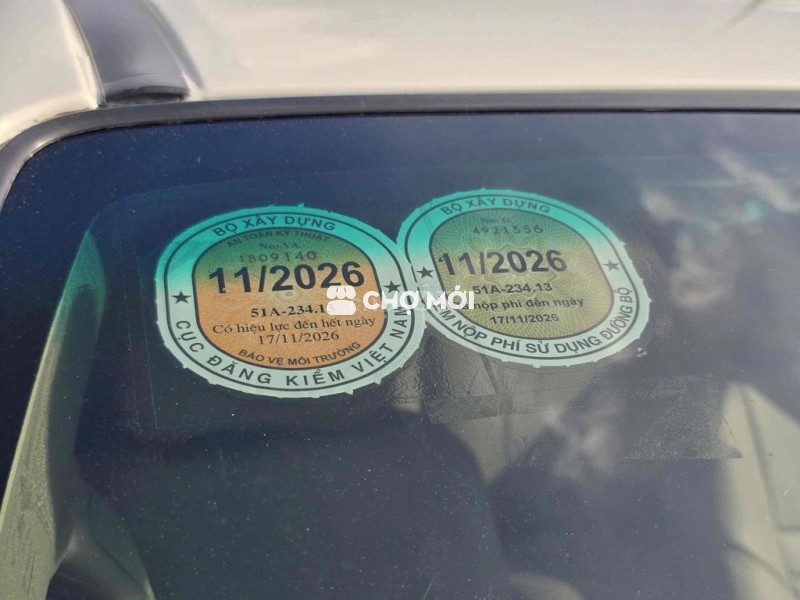 BỘ XÂY DỰNG
AN TOÀN KỸ THUẬT
No: VA
1809140
11/2026
51A-234.1
Có hiệu lực đến hết ngày
17/11/2026
BẢO VỆ MÔI TRƯỜNG
CỤC ĐĂNG KIỂM VIỆT NAM
BỘ XÂY DỰNG
4921556
11/2026
51A-234.13
nộp phí đến ngày
17/11/2026
NỘP PHÍ SỬ DỤNG ĐƯỜNG BỘ
CHỢ MỚI